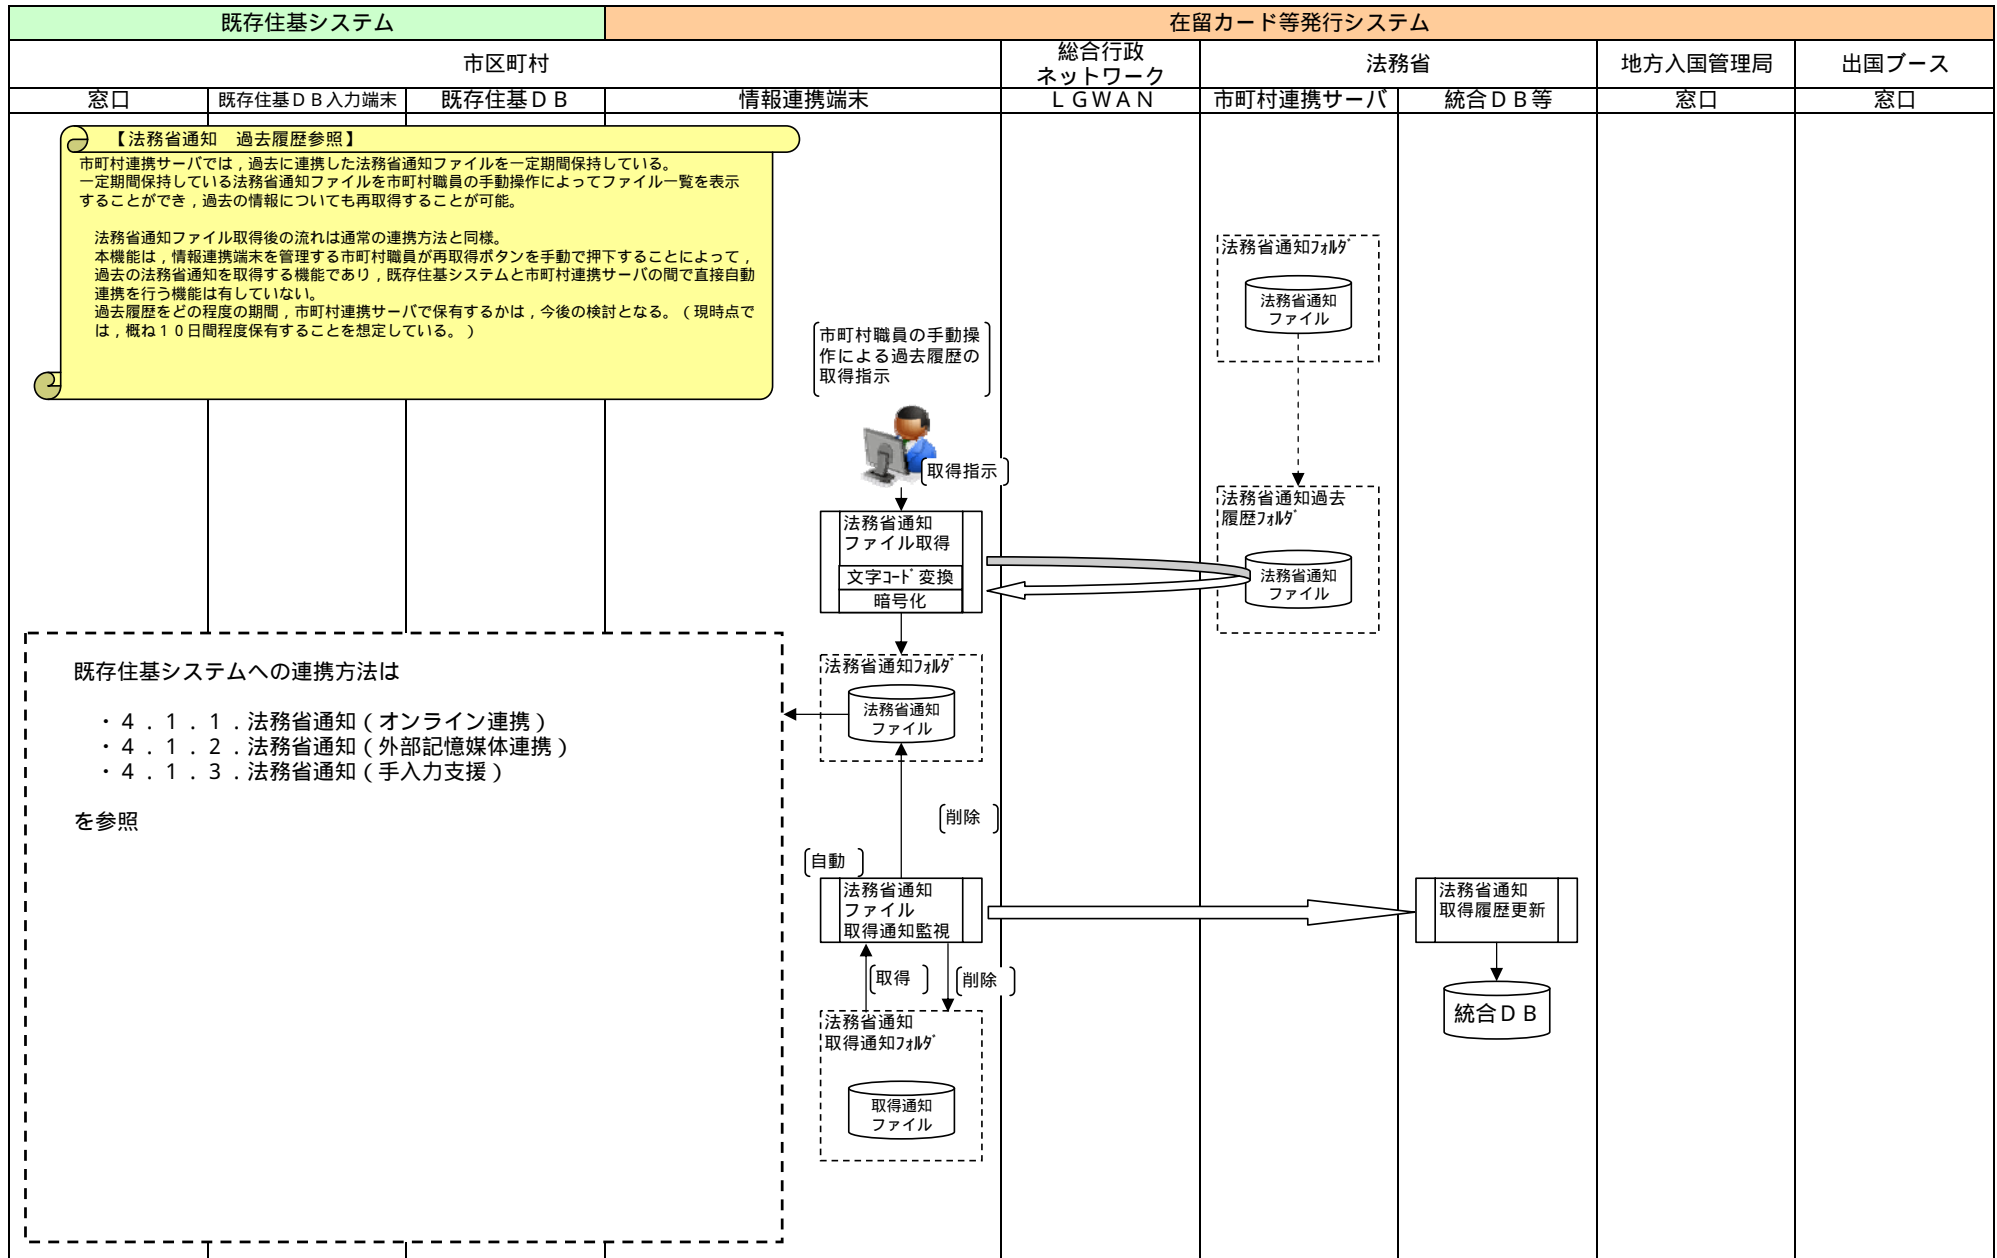 既存住基システム
在留カード等発行システム
市区町村
総合行政
ネットワーク
法務省
地方入国管理局
出国ブース
窓口
既存住基ＤＢ入力端末
既存住基ＤＢ
情報連携端末
ＬＧＷＡＮ
市町村連携サーバ
統合ＤＢ等
窓口
窓口
【法務省通知　過去履歴参照】
市町村連携サーバでは，過去に連携した法務省通知ファイルを一定期間保持している。
一定期間保持している法務省通知ファイルを市町村職員の手動操作によってファイル一覧を表示
することができ，過去の情報についても再取得することが可能。
法務省通知ファイル取得後の流れは通常の連携方法と同様。
本機能は，情報連携端末を管理する市町村職員が再取得ボタンを手動で押下することによって，
過去の法務省通知を取得する機能であり，既存住基システムと市町村連携サーバの間で直接自動
連携を行う機能は有していない。
過去履歴をどの程度の期間，市町村連携サーバで保有するかは，今後の検討となる。（現時点で
は，概ね１０日間程度保有することを想定している。）
市町村職員の手動操
作による過去履歴の
取得指示
取得指示
法務省通知ﾌｫﾙﾀﾞ
法務省通知
ファイル
法務省通知過去
履歴ﾌｫﾙﾀﾞ
法務省通知
ファイル
法務省通知
ファイル取得
文字ｺｰﾄﾞ変換
暗号化
法務省通知ﾌｫﾙﾀﾞ
法務省通知
ファイル
既存住基システムへの連携方法は
・４．１．１．法務省通知（オンライン連携）
・４．１．２．法務省通知（外部記憶媒体連携）
・４．１．３．法務省通知（手入力支援）
を参照
削除
自動
法務省通知
ファイル
取得通知監視
法務省通知
取得履歴更新
取得
削除
統合ＤＢ
法務省通知
取得通知ﾌｫﾙﾀﾞ
取得通知
ファイル